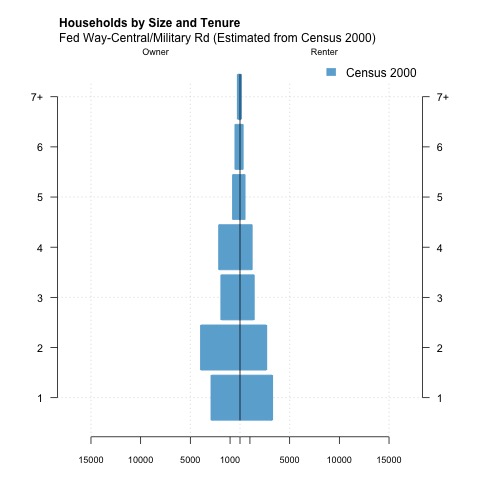 Households by Size and Tenure
Fed Way-Central/Military Rd (Estimated from Census 2000)
Owner Renter
Census 2000
7+ 7+
6 6
5 5
4 4
3 3
2 2
1 1
15000 10000 5000 1000 5000 10000 15000